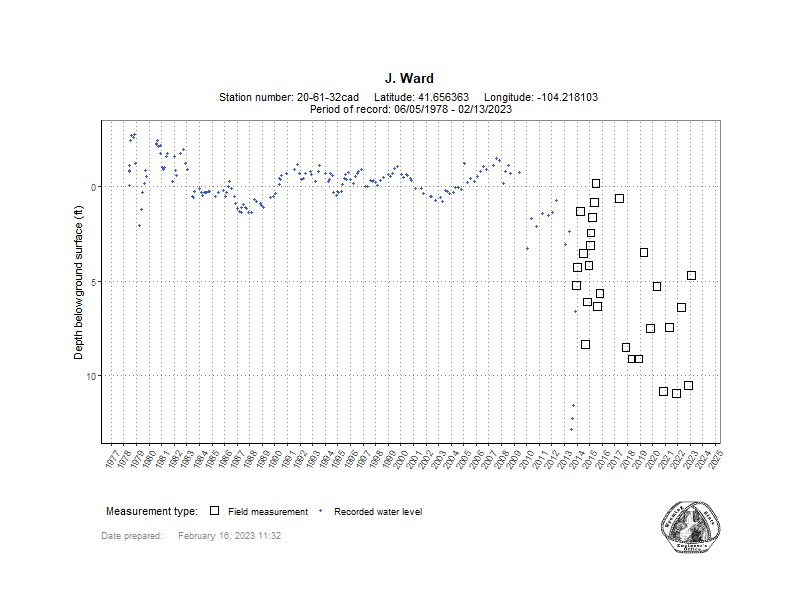 J. Ward
Station number: 20-61-32cad Latitude: 41.656363 Longitude: -104.218103
Period of record: 06/05/1978 - 02/13/2023
Depth below ground surface (ft)
0
5
10
1977 1978 1979 1980 1981 1982 1983 1984 1985 1986 1987 1988 1989 1990 1991 1992 1993 1994 1995 1996 1997 1998 1999 2000 2001 2002 2003 2004 2005 2006 2007 2008 2009 2010 2011 2012 2013 2014 2015 2016 2017 2018 2019 2020 2021 2022 2023 2024 2025
Measurement type: Field measurement Recorded water level
Date prepared: February 16, 2023 11:32
Wyoming State
Engineer's
Office